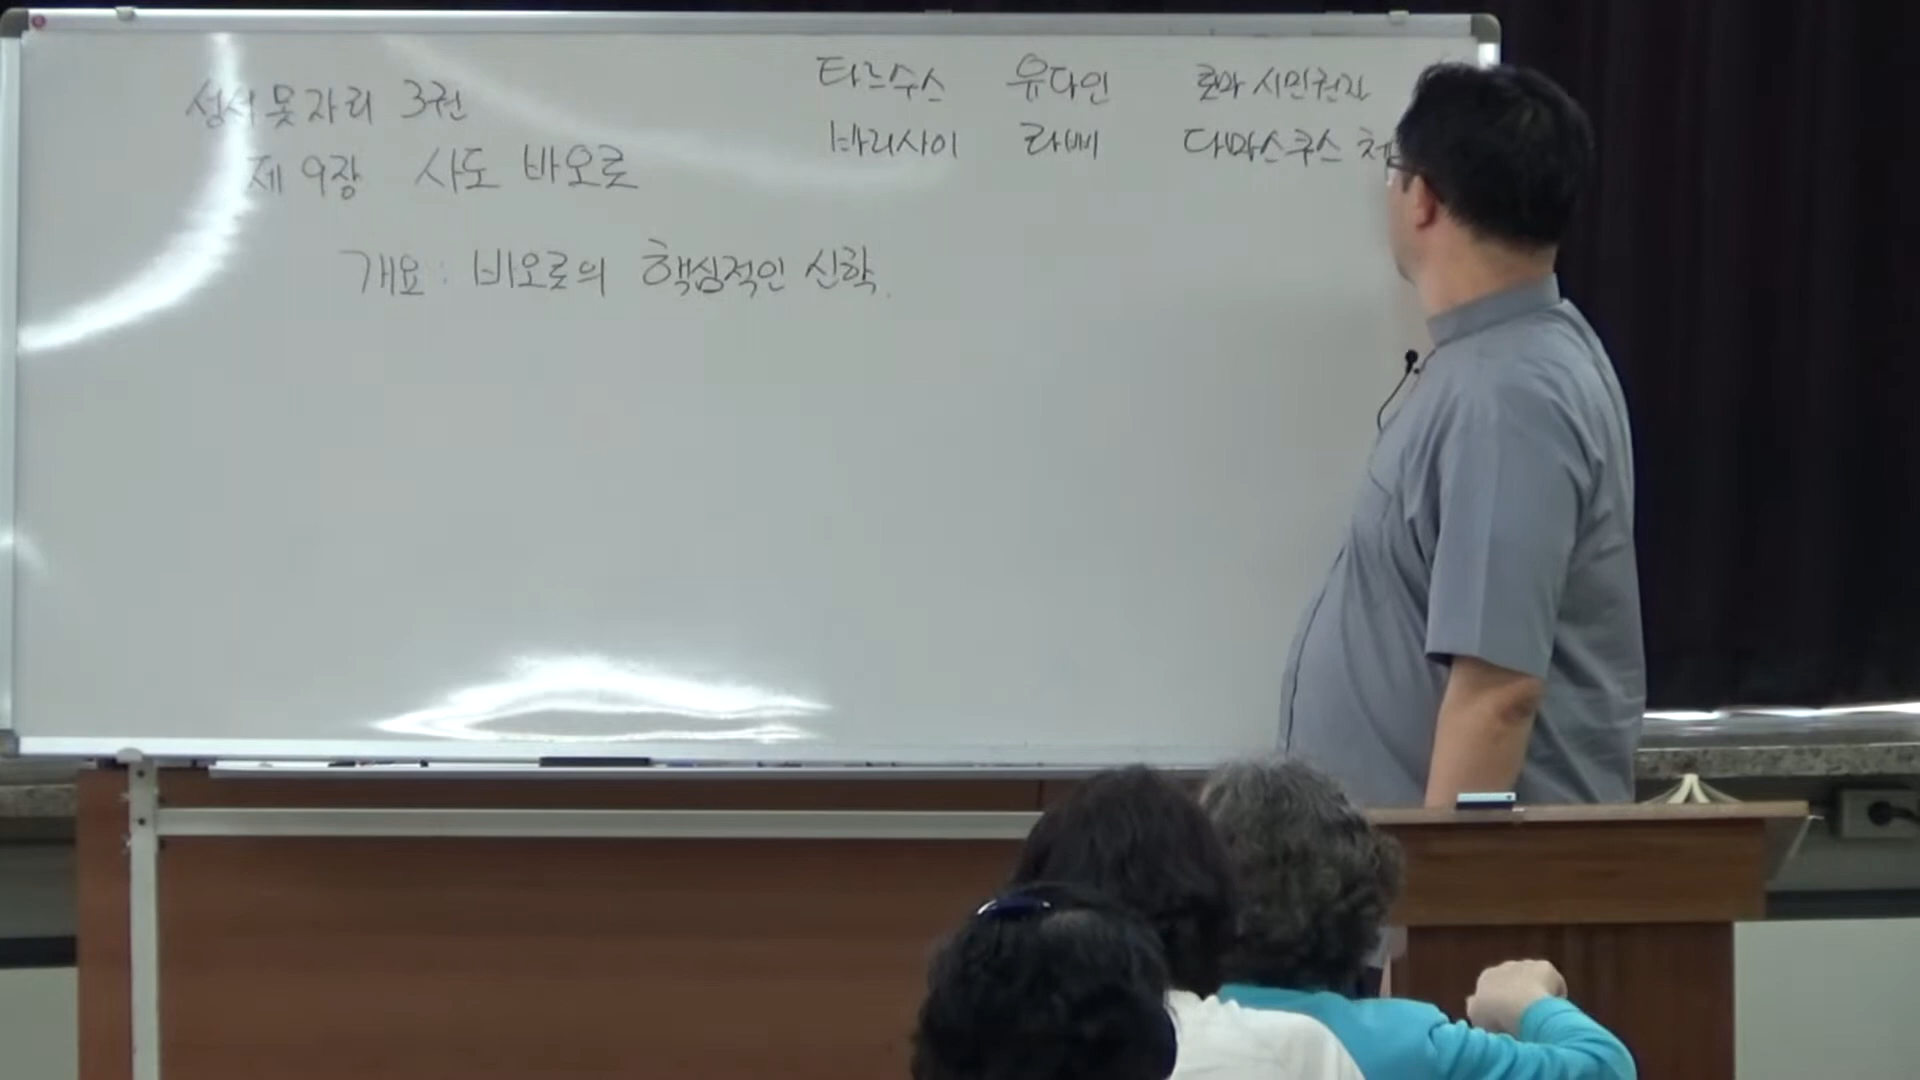 성서못자리 3권
제 9장 사도 바오로
개요 : 바오로의 핵심적인 신학.
타르수스 유다인 로마 시민권자
바리사이 라삐 다마스쿠스 체